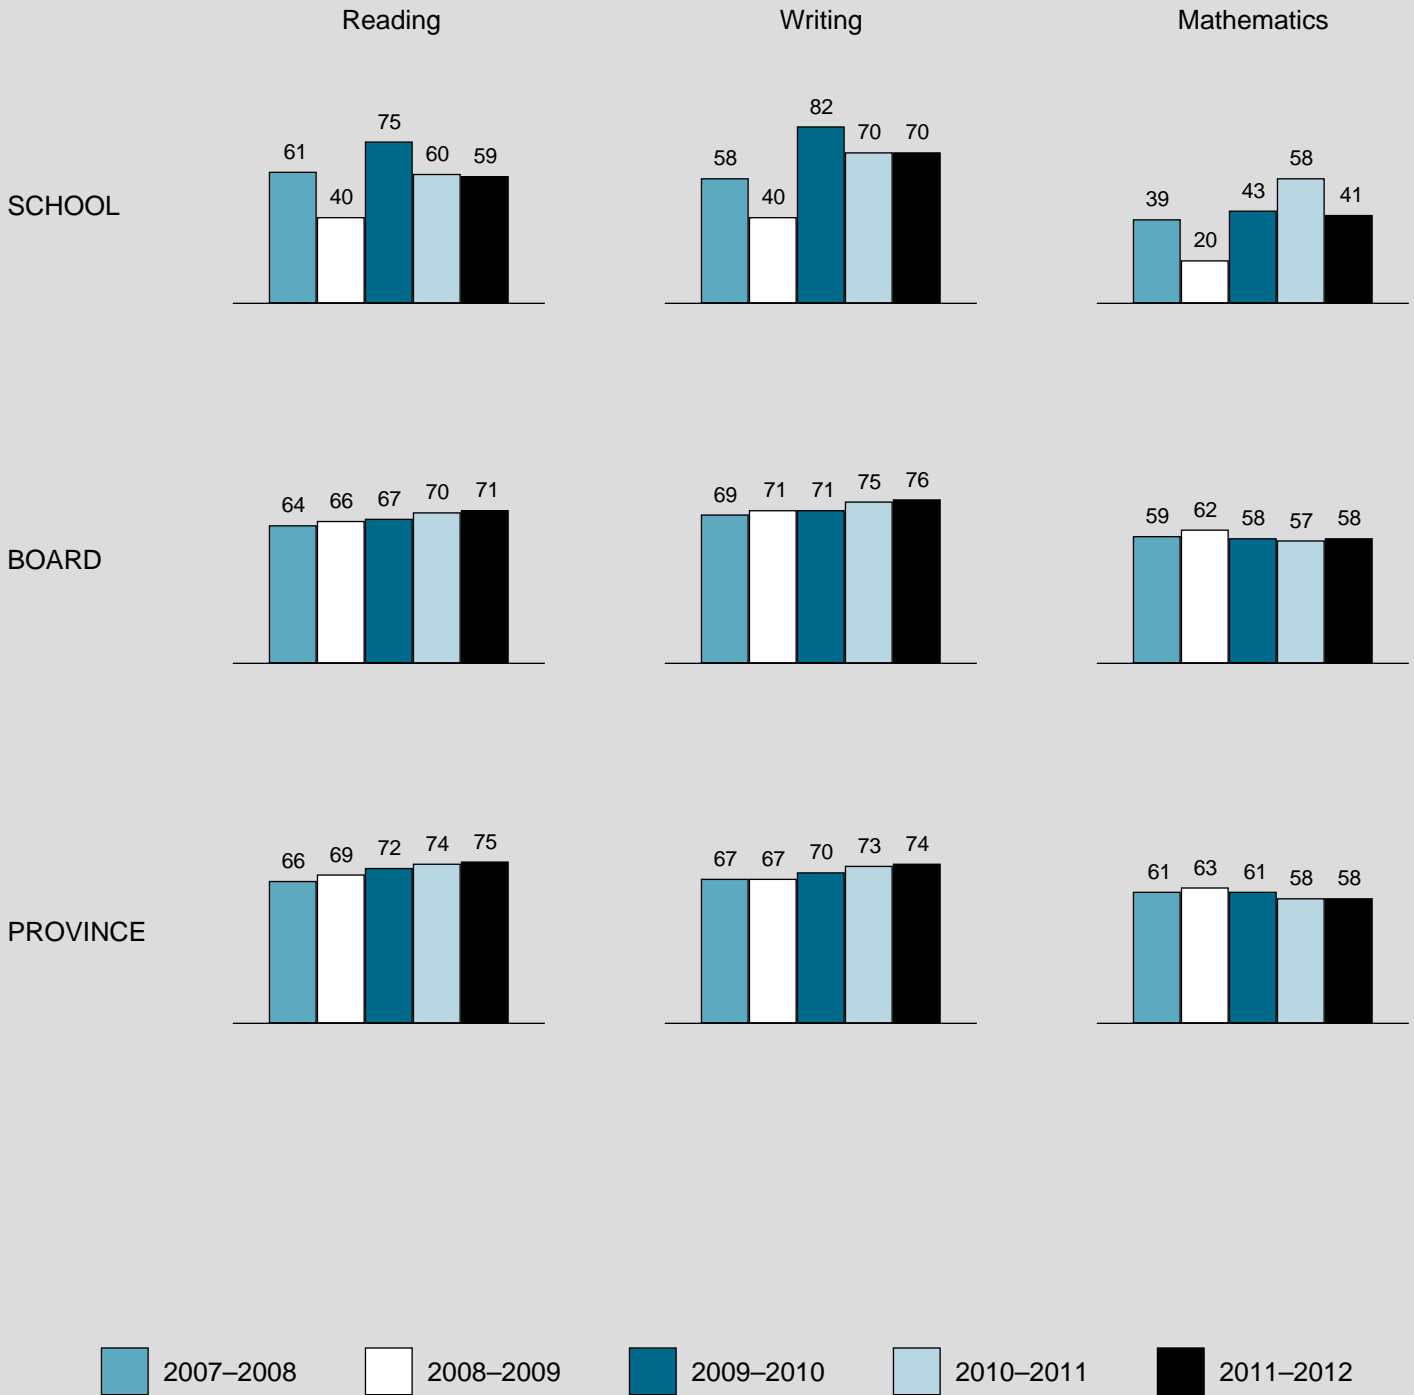 Reading Writing Mathematics
SCHOOL
61 40 75 60 59
58 40 82 70 70
39 20 43 58 41
BOARD
64 66 67 70 71
69 71 71 75 76
59 62 58 57 58
PROVINCE
66 69 72 74 75
67 67 70 73 74
61 63 61 58 58
2007–2008 2008–2009 2009–2010 2010–2011 2011–2012